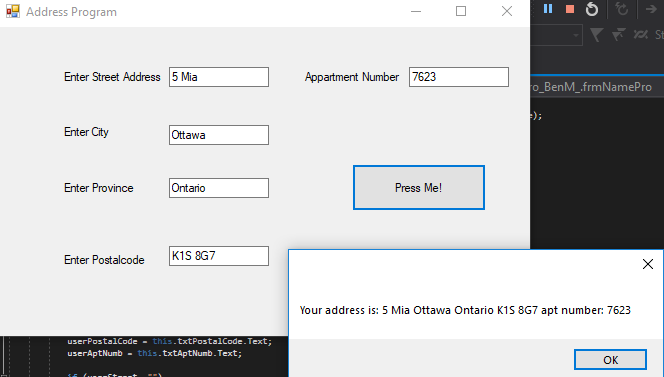 Address Program
Enter Street Address 5 Mia Appartment Number 7623
ro_BenM_.frmNamePro
e);
Enter City Ottawa
Enter Province Ontario
Press Me!
Enter Postalcode K1S 8G7
Your address is: 5 Mia Ottawa Ontario K1S 8G7 apt number: 7623
OK
userPostalCode = this.txtPostalCode.Text;
userAptNumb = this.txtAptNumb.Text;